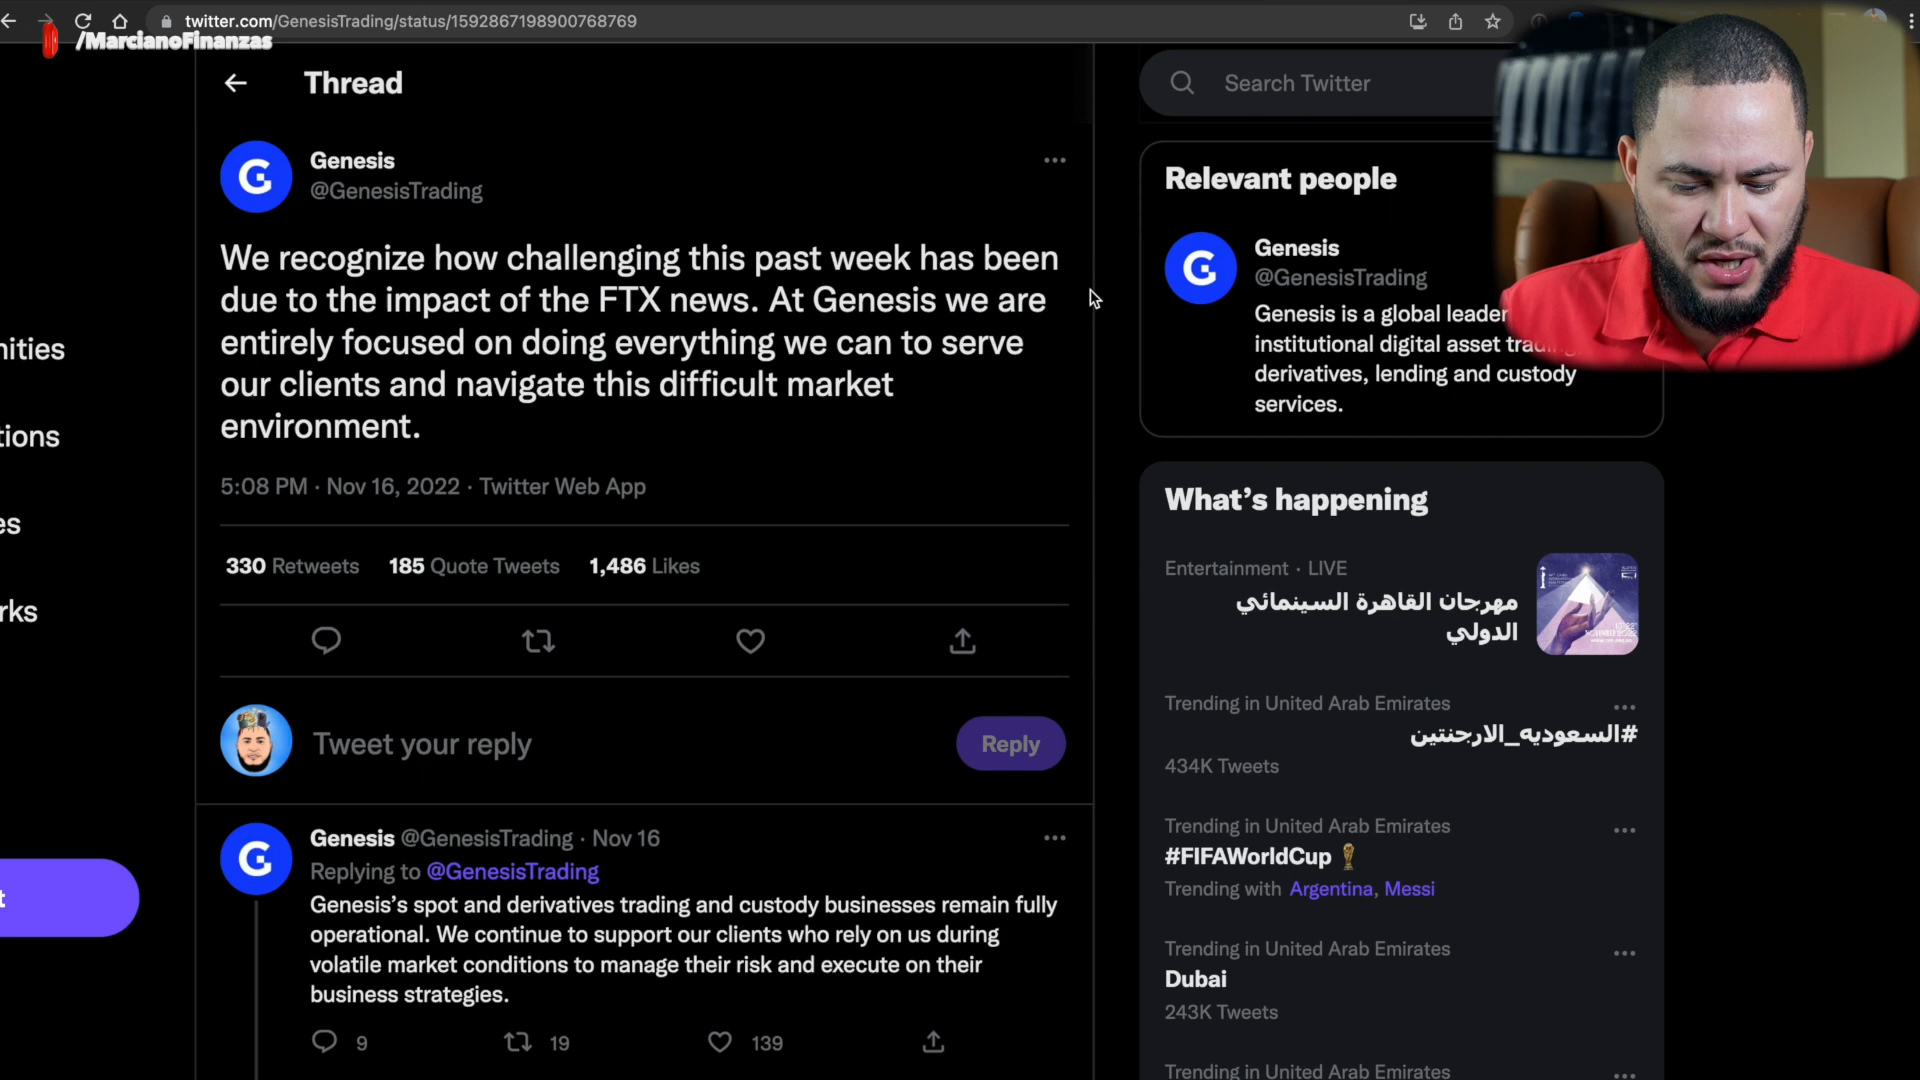 twitter.com/GenesisTrading/status/1592867198900768769
/MarcianoFinanzas
Thread
Genesis
@GenesisTrading
We recognize how challenging this past week has been
due to the impact of the FTX news. At Genesis we are
entirely focused on doing everything we can to serve
our clients and navigate this difficult market
environment.
5:08 PM · Nov 16, 2022 · Twitter Web App
330 Retweets 185 Quote Tweets 1,486 Likes
Tweet your reply
Reply
Genesis @GenesisTrading · Nov 16
Replying to @GenesisTrading
Genesis's spot and derivatives trading and custody businesses remain fully
operational. We continue to support our clients who rely on us during
volatile market conditions to manage their risk and execute on their
business strategies.
9 19 139
nities
tions
es
rks
t
Search Twitter
Relevant people
Genesis
@GenesisTrading
Genesis is a global leader
institutional digital asset
derivatives, lending and custody
services.
What's happening
Entertainment · LIVE
مهرجان القاهرة السينمائي
الدولي
Trending in United Arab Emirates
#السعوديه_الارجنتين
434K Tweets
Trending in United Arab Emirates
#FIFAWorldCup
Trending with Argentina, Messi
Trending in United Arab Emirates
Dubai
243K Tweets
Trending in United Arab Emirates